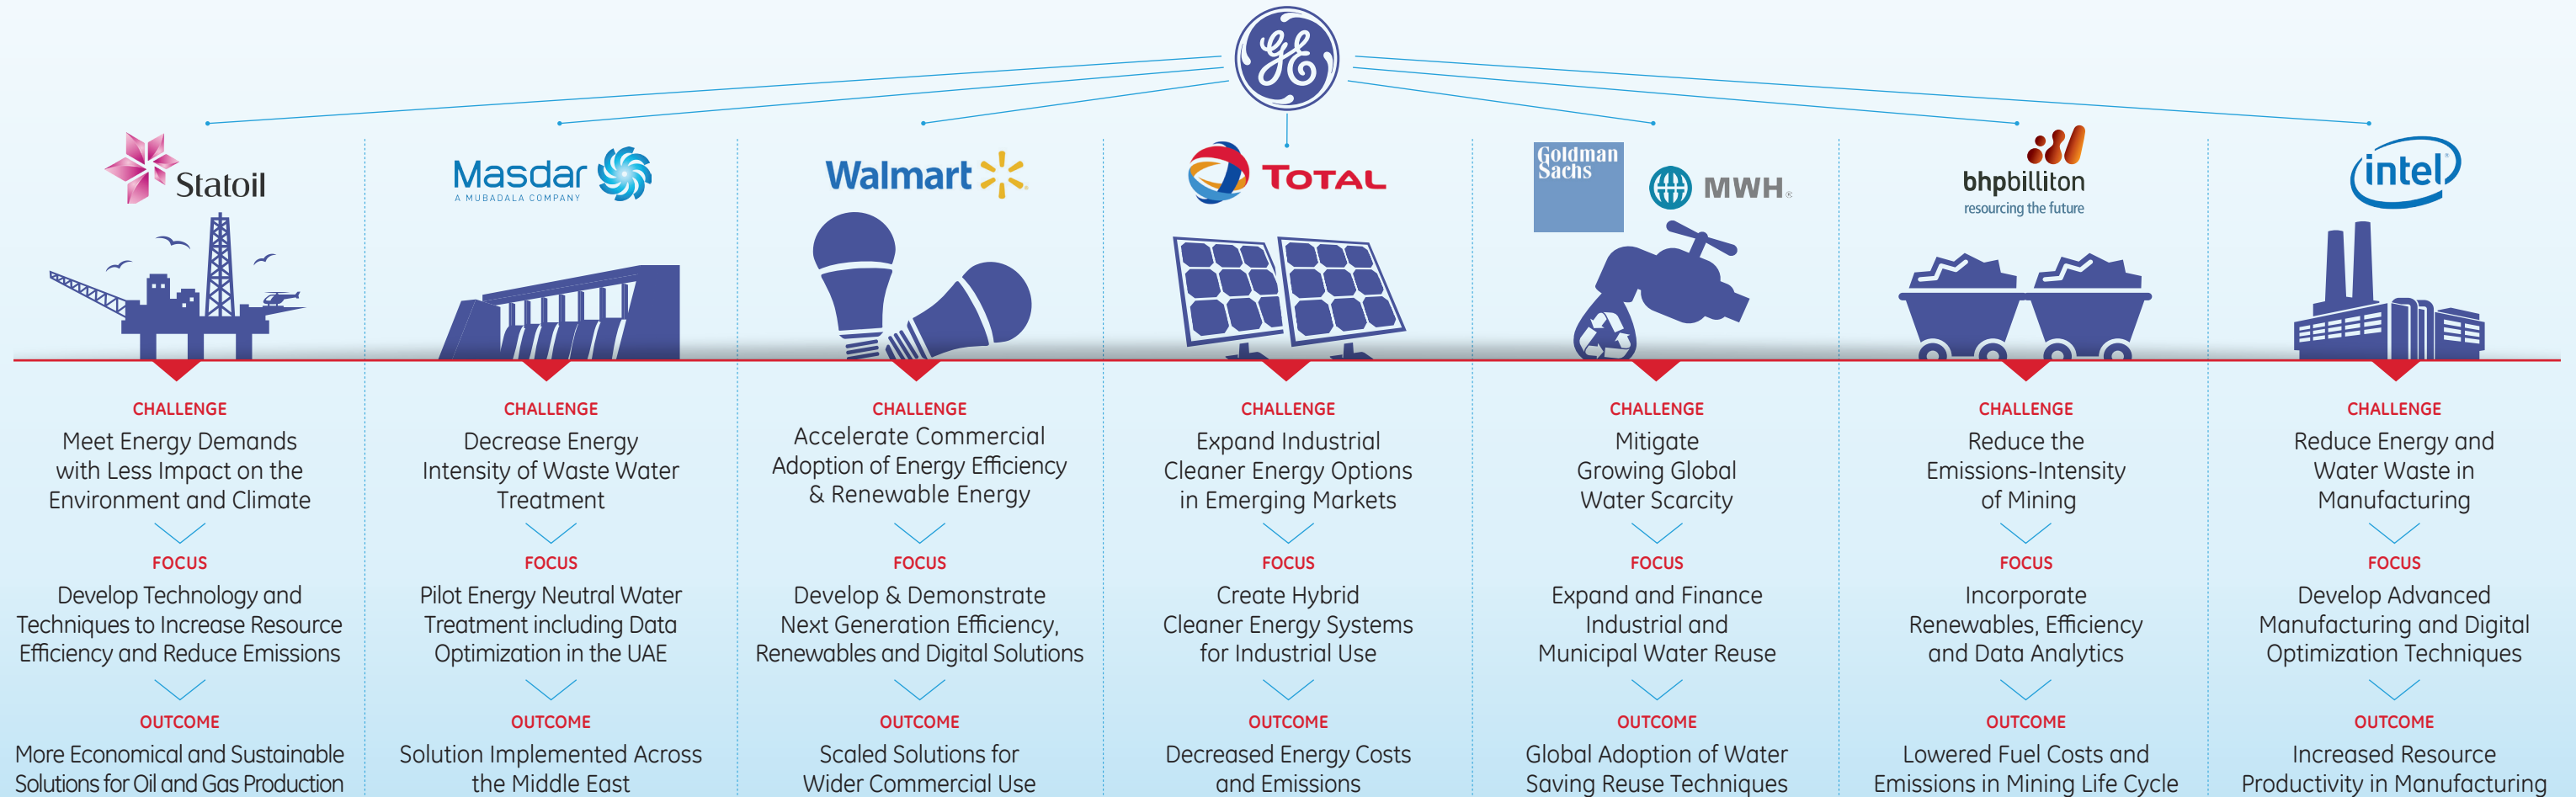 GE
Statoil
Masdar
A MUBADALA COMPANY
Walmart
TOTAL
Goldman
Sachs
MWH®
bhpbilliton
resourcing the future
intel®
CHALLENGE
Meet Energy Demands
with Less Impact on the
Environment and Climate
FOCUS
Develop Technology and
Techniques to Increase Resource
Efficiency and Reduce Emissions
OUTCOME
More Economical and Sustainable
Solutions for Oil and Gas Production
CHALLENGE
Decrease Energy
Intensity of Waste Water
Treatment
FOCUS
Pilot Energy Neutral Water
Treatment including Data
Optimization in the UAE
OUTCOME
Solution Implemented Across
the Middle East
CHALLENGE
Accelerate Commercial
Adoption of Energy Efficiency
& Renewable Energy
FOCUS
Develop & Demonstrate
Next Generation Efficiency,
Renewables and Digital Solutions
OUTCOME
Scaled Solutions for
Wider Commercial Use
CHALLENGE
Expand Industrial
Cleaner Energy Options
in Emerging Markets
FOCUS
Create Hybrid
Cleaner Energy Systems
for Industrial Use
OUTCOME
Decreased Energy Costs
and Emissions
CHALLENGE
Mitigate
Growing Global
Water Scarcity
FOCUS
Expand and Finance
Industrial and
Municipal Water Reuse
OUTCOME
Global Adoption of Water
Saving Reuse Techniques
CHALLENGE
Reduce the
Emissions-Intensity
of Mining
FOCUS
Incorporate
Renewables, Efficiency
and Data Analytics
OUTCOME
Lowered Fuel Costs and
Emissions in Mining Life Cycle
CHALLENGE
Reduce Energy and
Water Waste in
Manufacturing
FOCUS
Develop Advanced
Manufacturing and Digital
Optimization Techniques
OUTCOME
Increased Resource
Productivity in Manufacturing